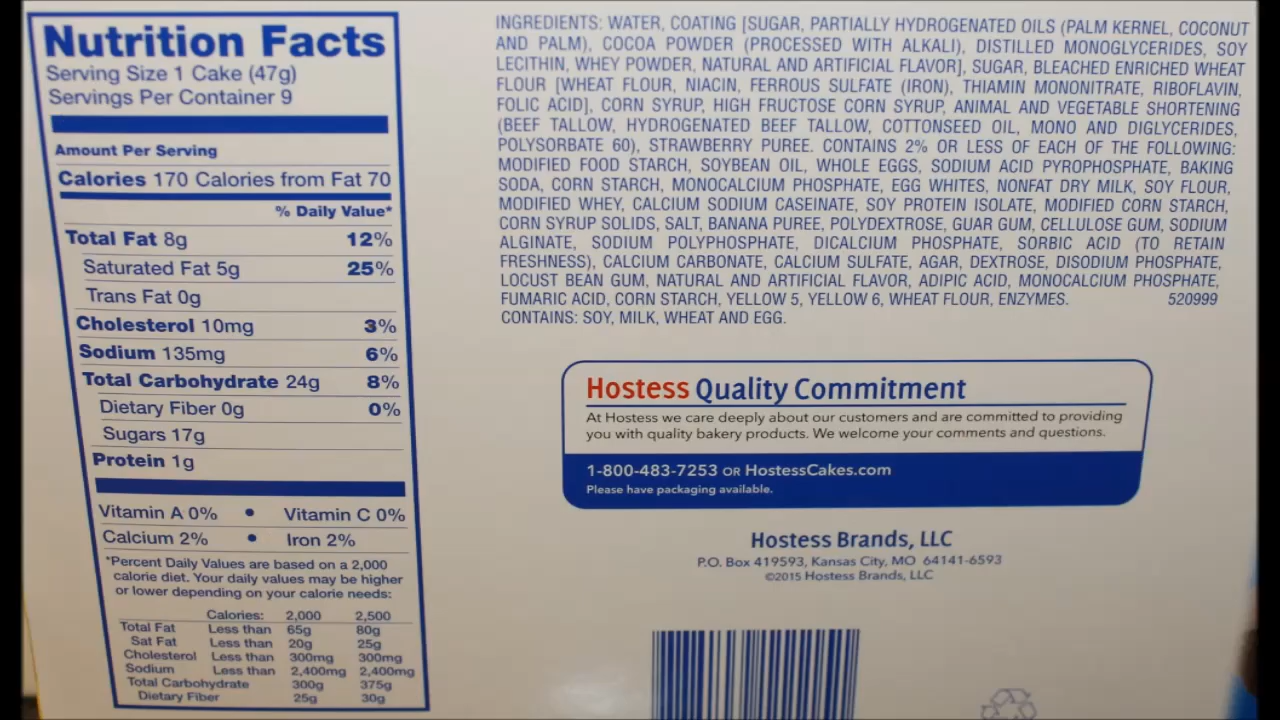 Nutrition Facts
Serving Size 1 Cake (47g)
Servings Per Container 9
Amount Per Serving
Calories 170 Calories from Fat 70
% Daily Value*
Total Fat 8g 12%
Saturated Fat 5g 25%
Trans Fat 0g
Cholesterol 10mg 3%
Sodium 135mg 6%
Total Carbohydrate 24g 8%
Dietary Fiber 0g 0%
Sugars 17g
Protein 1g
Vitamin A 0% • Vitamin C 0%
Calcium 2% • Iron 2%
*Percent Daily Values are based on a 2,000
calorie diet. Your daily values may be higher
or lower depending on your calorie needs:
Calories: 2,000 2,500
Total Fat Less than 65g 80g
Sat Fat Less than 20g 25g
Cholesterol Less than 300mg 300mg
Sodium Less than 2,400mg 2,400mg
Total Carbohydrate 300g 375g
Dietary Fiber 25g 30g
INGREDIENTS: WATER, COATING [SUGAR, PARTIALLY HYDROGENATED OILS (PALM KERNEL, COCONUT
AND PALM), COCOA POWDER (PROCESSED WITH ALKALI), DISTILLED MONOGLYCERIDES, SOY
LECITHIN, WHEY POWDER, NATURAL AND ARTIFICIAL FLAVOR], SUGAR, BLEACHED ENRICHED WHEAT
FLOUR [WHEAT FLOUR, NIACIN, FERROUS SULFATE (IRON), THIAMIN MONONITRATE, RIBOFLAVIN,
FOLIC ACID], CORN SYRUP, HIGH FRUCTOSE CORN SYRUP, ANIMAL AND VEGETABLE SHORTENING
(BEEF TALLOW, HYDROGENATED BEEF TALLOW, COTTONSEED OIL, MONO AND DIGLYCERIDES,
POLYSORBATE 60), STRAWBERRY PUREE. CONTAINS 2% OR LESS OF EACH OF THE FOLLOWING:
MODIFIED FOOD STARCH, SOYBEAN OIL, WHOLE EGGS, SODIUM ACID PYROPHOSPHATE, BAKING
SODA, CORN STARCH, MONOCALCIUM PHOSPHATE, EGG WHITES, NONFAT DRY MILK, SOY FLOUR,
MODIFIED WHEY, CALCIUM SODIUM CASEINATE, SOY PROTEIN ISOLATE, MODIFIED CORN STARCH,
CORN SYRUP SOLIDS, SALT, BANANA PUREE, POLYDEXTROSE, GUAR GUM, CELLULOSE GUM, SODIUM
ALGINATE, SODIUM POLYPHOSPHATE, DICALCIUM PHOSPHATE, SORBIC ACID (TO RETAIN
FRESHNESS), CALCIUM CARBONATE, CALCIUM SULFATE, AGAR, DEXTROSE, DISODIUM PHOSPHATE,
LOCUST BEAN GUM, NATURAL AND ARTIFICIAL FLAVOR, ADIPIC ACID, MONOCALCIUM PHOSPHATE,
FUMARIC ACID, CORN STARCH, YELLOW 5, YELLOW 6, WHEAT FLOUR, ENZYMES. 520999
CONTAINS: SOY, MILK, WHEAT AND EGG.
Hostess Quality Commitment
At Hostess we care deeply about our customers and are committed to providing
you with quality bakery products. We welcome your comments and questions.
1-800-483-7253 OR HostessCakes.com
Please have packaging available.
Hostess Brands, LLC
P.O. Box 419593, Kansas City, MO 64141-6593
©2015 Hostess Brands, LLC